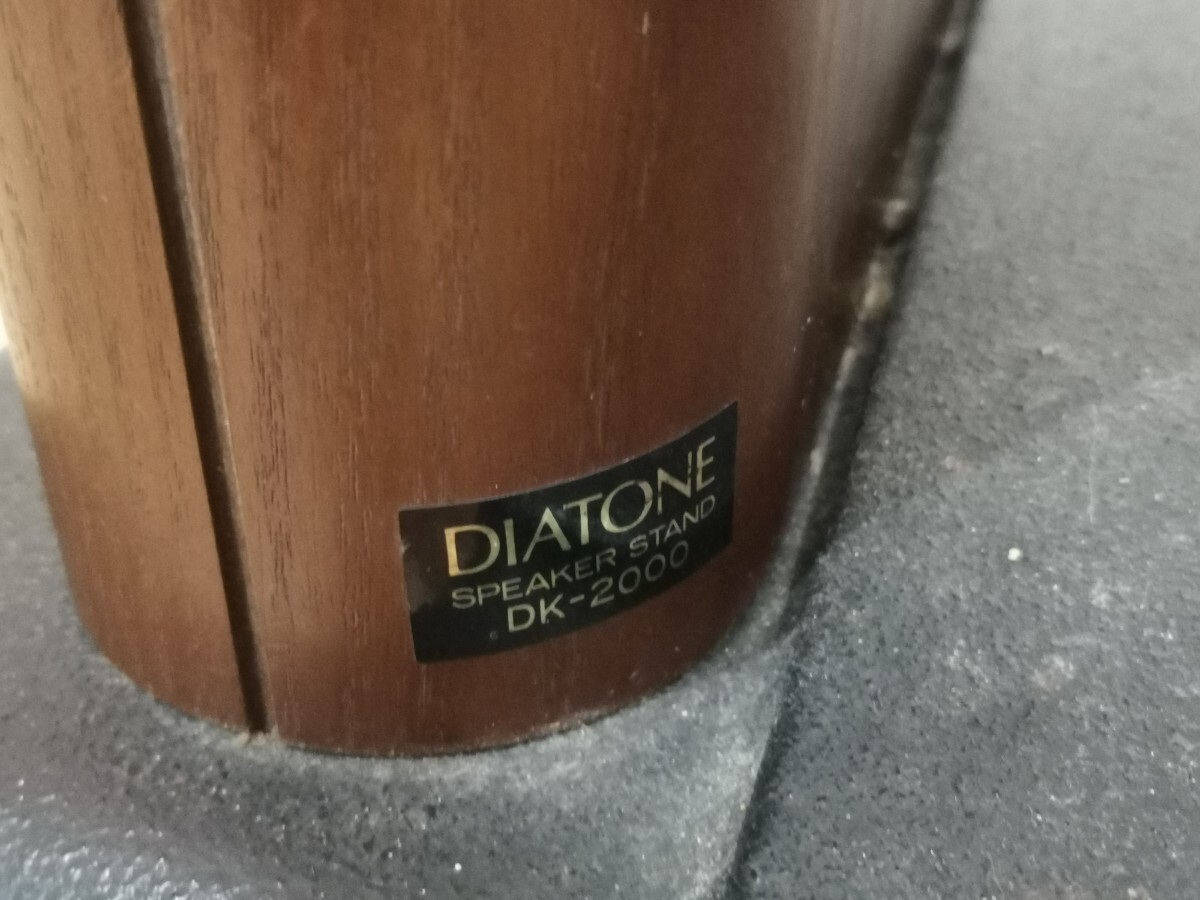 DIATONE
SPEAKER STAND
DK-2000